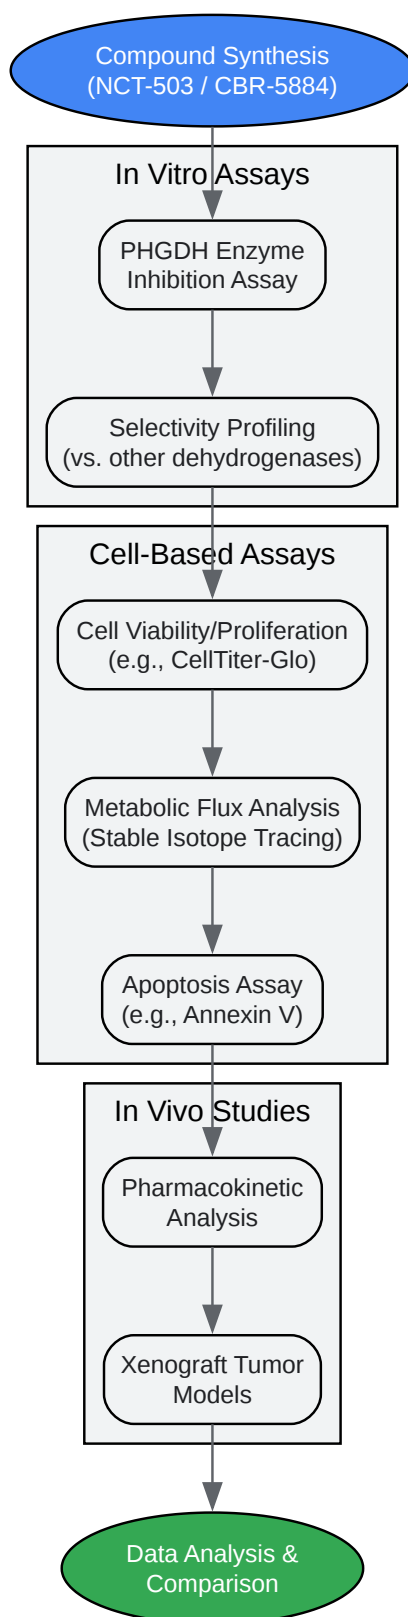 Compound Synthesis
(NCT-503 / CBR-5884)
In Vitro Assays
PHGDH Enzyme
Inhibition Assay
Selectivity Profiling
(vs. other dehydrogenases)
Cell-Based Assays
Cell Viability/Proliferation
(e.g., CellTiter-Glo)
Metabolic Flux Analysis
(Stable Isotope Tracing)
Apoptosis Assay
(e.g., Annexin V)
In Vivo Studies
Pharmacokinetic
Analysis
Xenograft Tumor
Models
Data Analysis &
Comparison